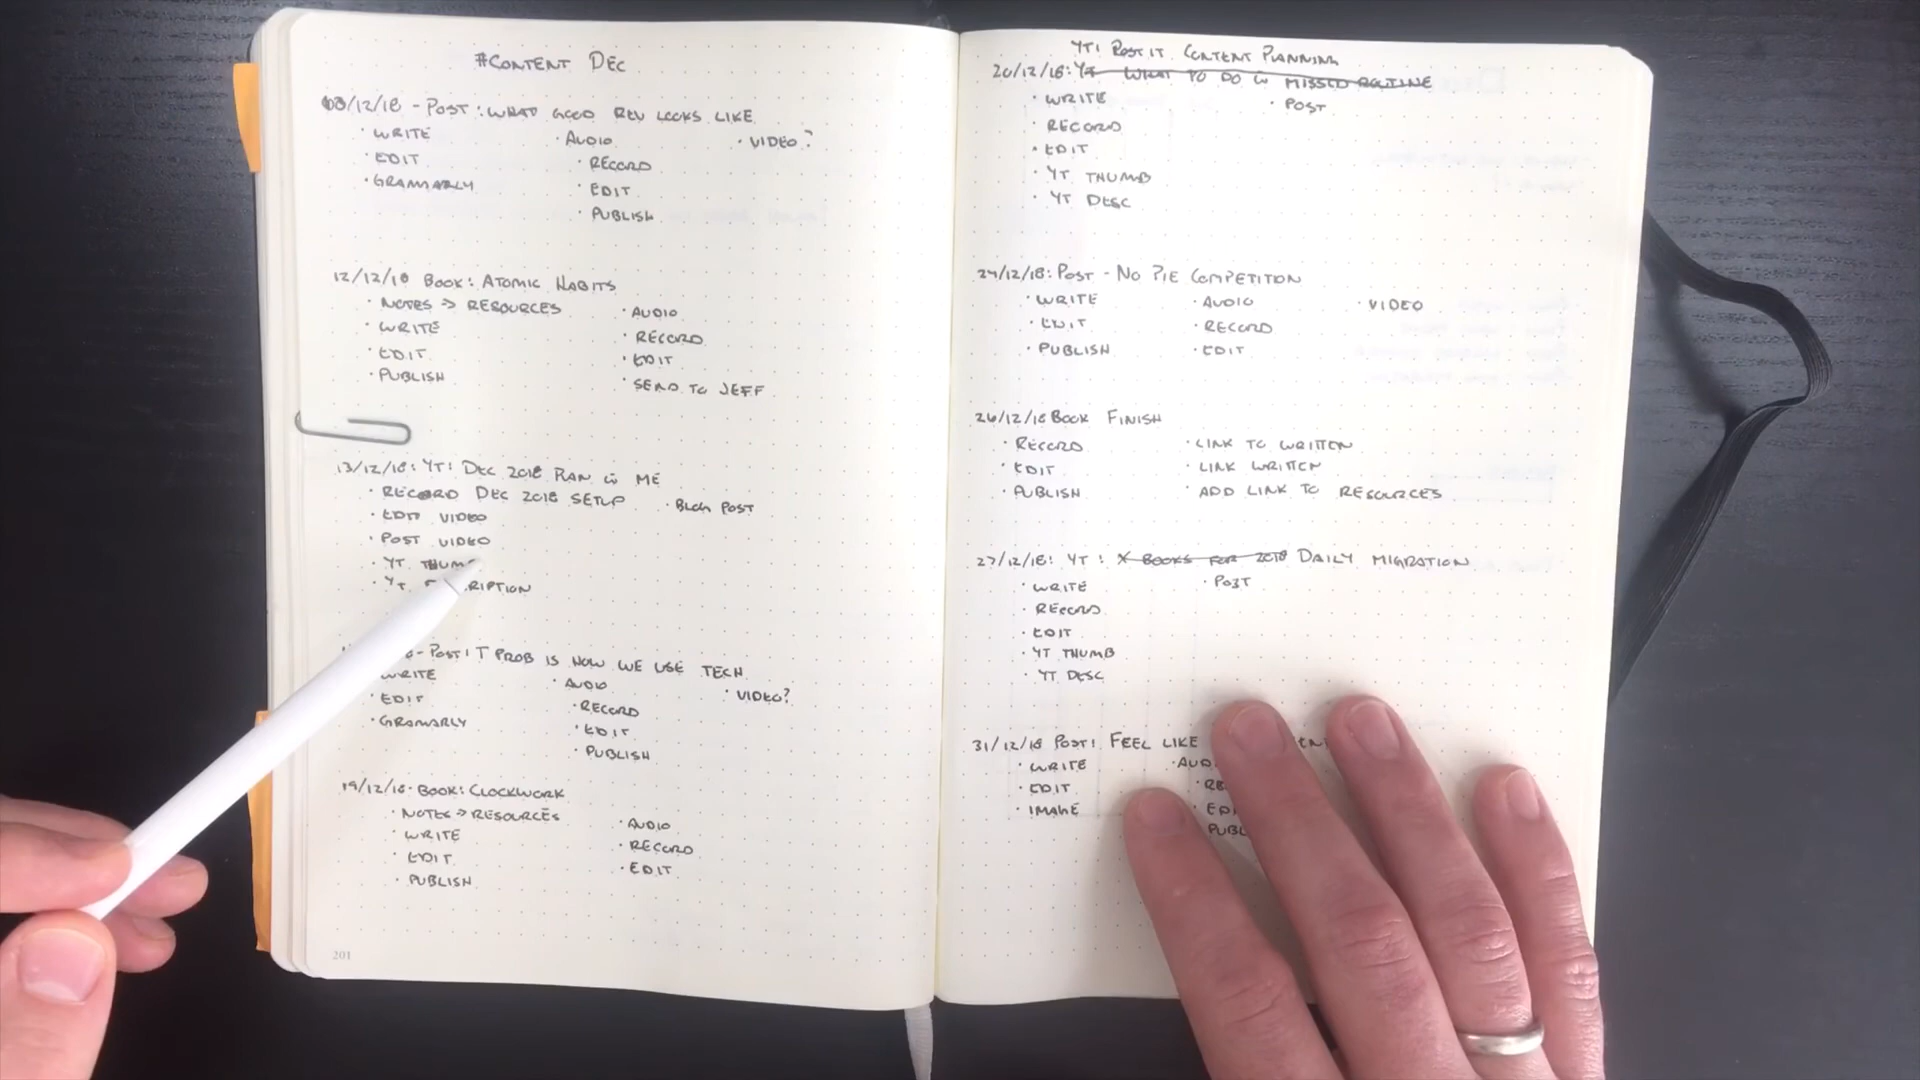 #CONTENT DEC
03/12/18 - POST: WHAT GOOD REV LOOKS LIKE
· WRITE
· EDIT
· GRAMARLY
· AUDIO
· RECORD
· EDIT
· PUBLISH
· VIDEO?
12/12/18 BOOK: ATOMIC HABITS
· NOTES → RESOURCES
· WRITE
· EDIT
· PUBLISH
· AUDIO
· RECORD
· EDIT
· SEND TO JEFF
13/12/18: YT: DEC 2018 PLAN W ME
· RECORD DEC 2018 SETUP
· EDIT VIDEO
· POST VIDEO
· YT THUMB
· YT
· BLOG POST
- POST IT PROB IS HOW WE USE TECH
WRITE
· EDIT
· GRAMARLY
· AUDIO
· RECORD
· EDIT
· PUBLISH
· VIDEO?
19/12/18 · BOOK: CLOCKWORK
· NOTES → RESOURCES
· WRITE
· EDIT
· PUBLISH
· AUDIO
· RECORD
· EDIT
201
YT: POST IT CONTENT PLANNING
20/12/18: YT WHAT TO DO W MISSED ROUTINE
· WRITE
· RECORD
· EDIT
· YT THUMB
· YT DESC
· POST
24/12/18: POST - NO PIE COMPETITION
· WRITE
· EDIT
· PUBLISH
· AUDIO
· RECORD
· EDIT
· VIDEO
26/12/18 BOOK FINISH
· RECORD
· EDIT
· PUBLISH
· LINK TO WRITTEN
· LINK WRITTEN
· ADD LINK TO RESOURCES
27/12/18: YT: X BOOKS FOR 2018 DAILY MIGRATION
· WRITE
· RECORD
· EDIT
· YT THUMB
· YT DESC
· POST
31/12/18 POST: FEEL LIKE
· WRITE
· EDIT
· IMAGE